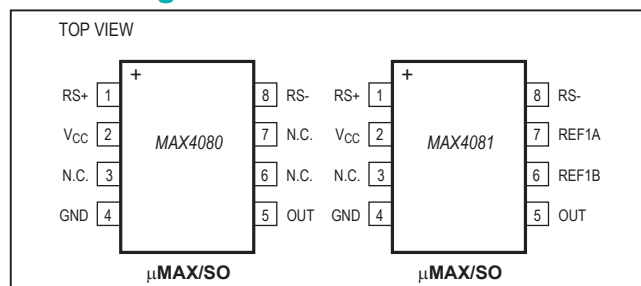 TOP VIEW
+
RS+ 1
VCC 2
N.C. 3
GND 4
MAX4080
8 RS-
7 N.C.
6 N.C.
5 OUT
µMAX/SO
+
RS+ 1
VCC 2
N.C. 3
GND 4
MAX4081
8 RS-
7 REF1A
6 REF1B
5 OUT
µMAX/SO